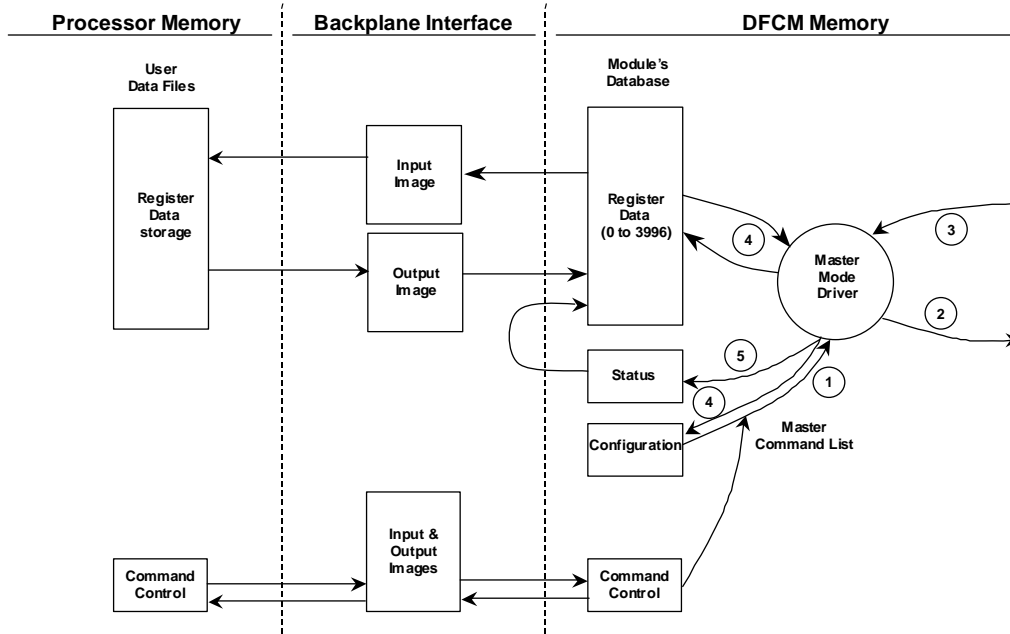 Processor Memory
Backplane Interface
DFCM Memory
User
Data Files
Module's
Database
Register
Data
storage
Input
Image
Output
Image
Register
Data
(0 to 3996)
4
Master
Mode
Driver
3
2
Status
5
4
1
Configuration
Master
Command List
Command
Control
Input &
Output
Images
Command
Control